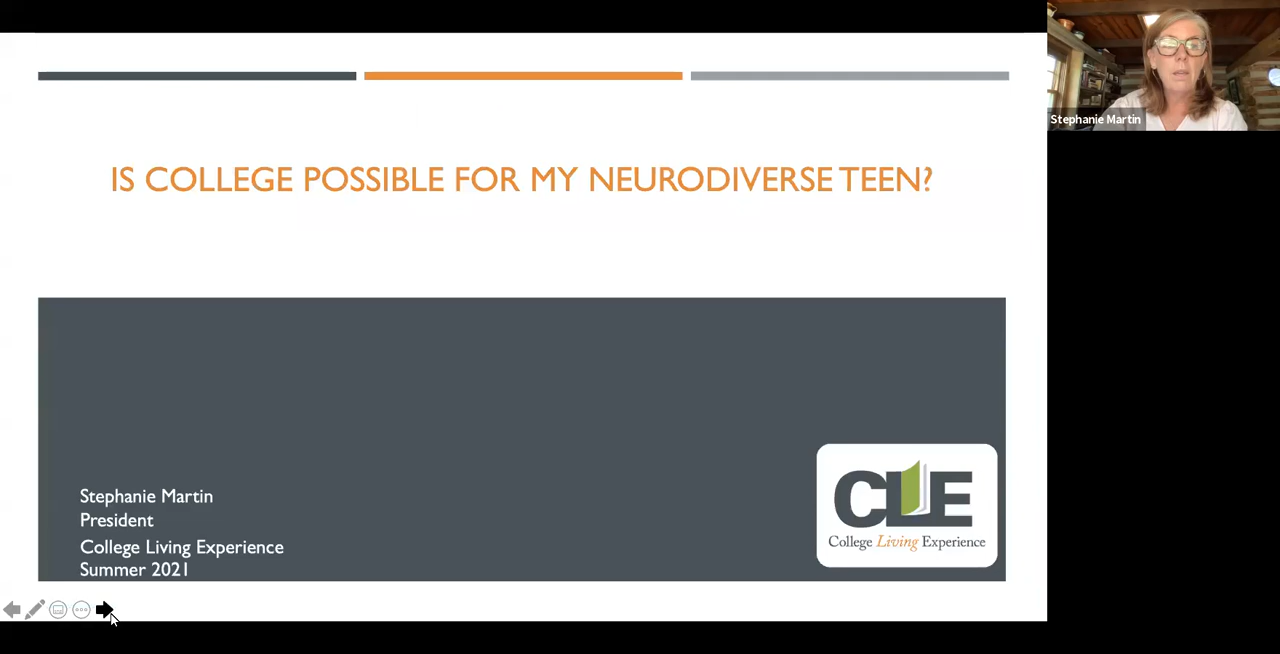 IS COLLEGE POSSIBLE FOR MY NEURODIVERSE TEEN?
Stephanie Martin
Stephanie Martin
President
College Living Experience
Summer 2021
CLE
College Living Experience